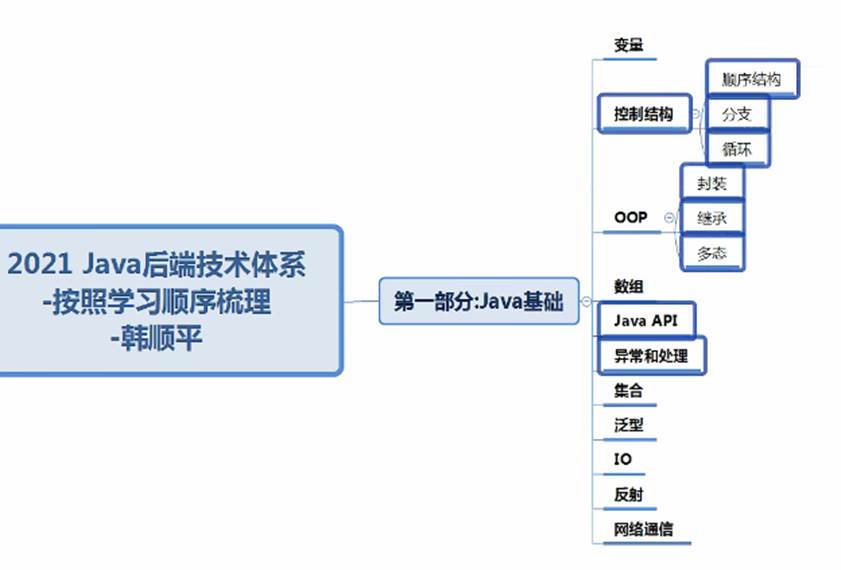 2021 Java后端技术体系
-按照学习顺序梳理
-韩顺平
第一部分:Java基础
变量
控制结构
顺序结构
分支
循环
OOP
封装
继承
多态
数组
Java API
异常和处理
集合
泛型
IO
反射
网络通信